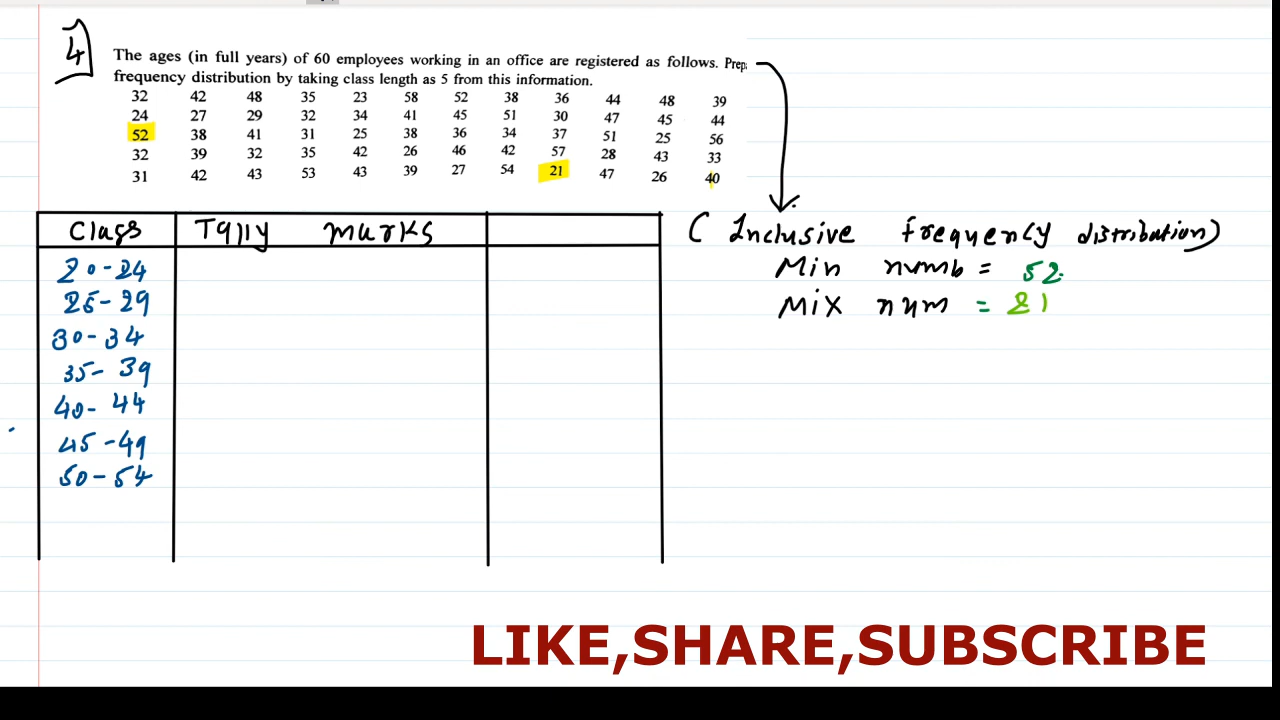 4
The ages (in full years) of 60 employees working in an office are registered as follows. Prep
frequency distribution by taking class length as 5 from this information.
32 42 48 35 23 58 52 38 36 44 48 39
24 27 29 32 34 41 45 51 30 47 45 44
52 38 41 31 25 38 36 34 37 51 25 56
32 39 32 35 42 26 46 42 57 28 43 33
31 42 43 53 43 39 27 54 21 47 26 40
Class Tally marks
20-24
25-29
30-34
35-39
40-44
45-49
50-54
( Inclusive frequency distribution)
Min numb = 52
Mix num = 21
LIKE,SHARE,SUBSCRIBE